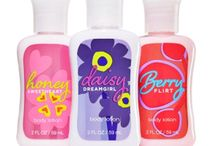 honey
SWEETHEART
body lotion
2 FL OZ / 59 mL
daisy
DREAMGIRL
body lotion
2 FL OZ / 59 mL
Berry
FLIRT
body lotion
2 FL OZ / 59 mL